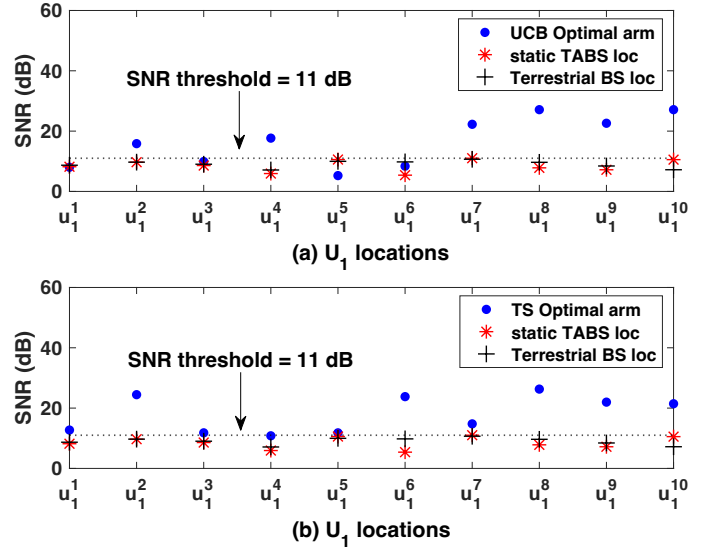 60
40
20
0
SNR (dB)
UCB Optimal arm
static TABS loc
Terrestrial BS loc
SNR threshold = 11 dB
u₁¹ u₁² u₁³ u₁⁴ u₁⁵ u₁⁶ u₁⁷ u₁⁸ u₁⁹ u₁¹⁰
(a) U₁ locations
60
40
20
0
SNR (dB)
TS Optimal arm
static TABS loc
Terrestrial BS loc
SNR threshold = 11 dB
u₁¹ u₁² u₁³ u₁⁴ u₁⁵ u₁⁶ u₁⁷ u₁⁸ u₁⁹ u₁¹⁰
(b) U₁ locations